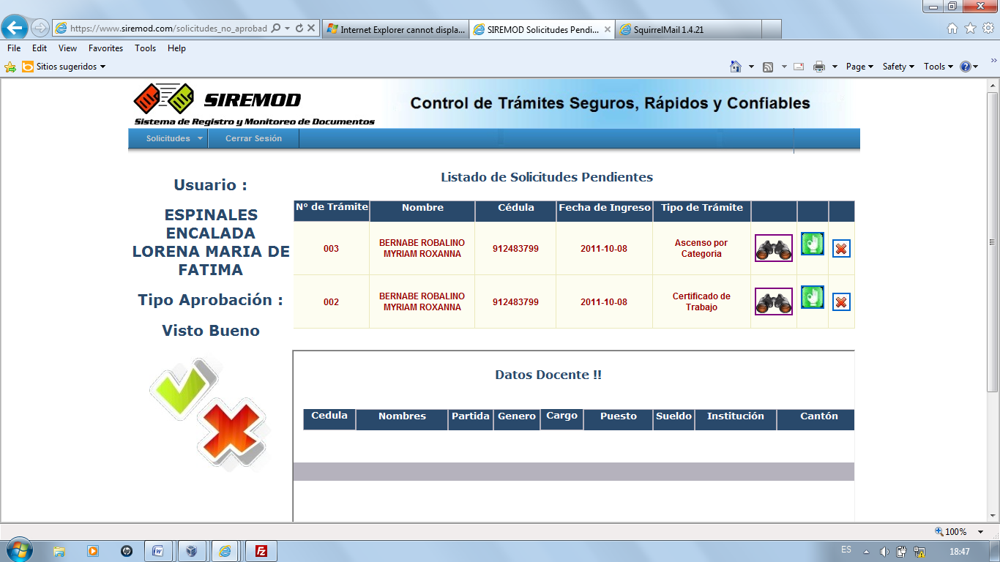 https://www.siremod.com/solicitudes_no_aprobad
Internet Explorer cannot displa...
SIREMOD Solicitudes Pendi...
SquirrelMail 1.4.21
File Edit View Favorites Tools Help
Sitios sugeridos
Page Safety Tools
SIREMOD
Sistema de Registro y Monitoreo de Documentos
Control de Trámites Seguros, Rápidos y Confiables
Solicitudes Cerrar Sesión
Usuario :
ESPINALES
ENCALADA
LORENA MARIA DE
FATIMA
Tipo Aprobación :
Visto Bueno
Listado de Solicitudes Pendientes
Nº de Trámite Nombre Cédula Fecha de Ingreso Tipo de Trámite
003 BERNABE ROBALINO MYRIAM ROXANNA 912483799 2011-10-08 Ascenso por Categoria
002 BERNABE ROBALINO MYRIAM ROXANNA 912483799 2011-10-08 Certificado de Trabajo
Datos Docente !!
Cedula Nombres Partida Genero Cargo Puesto Sueldo Institución Cantón
100%
ES
18:47